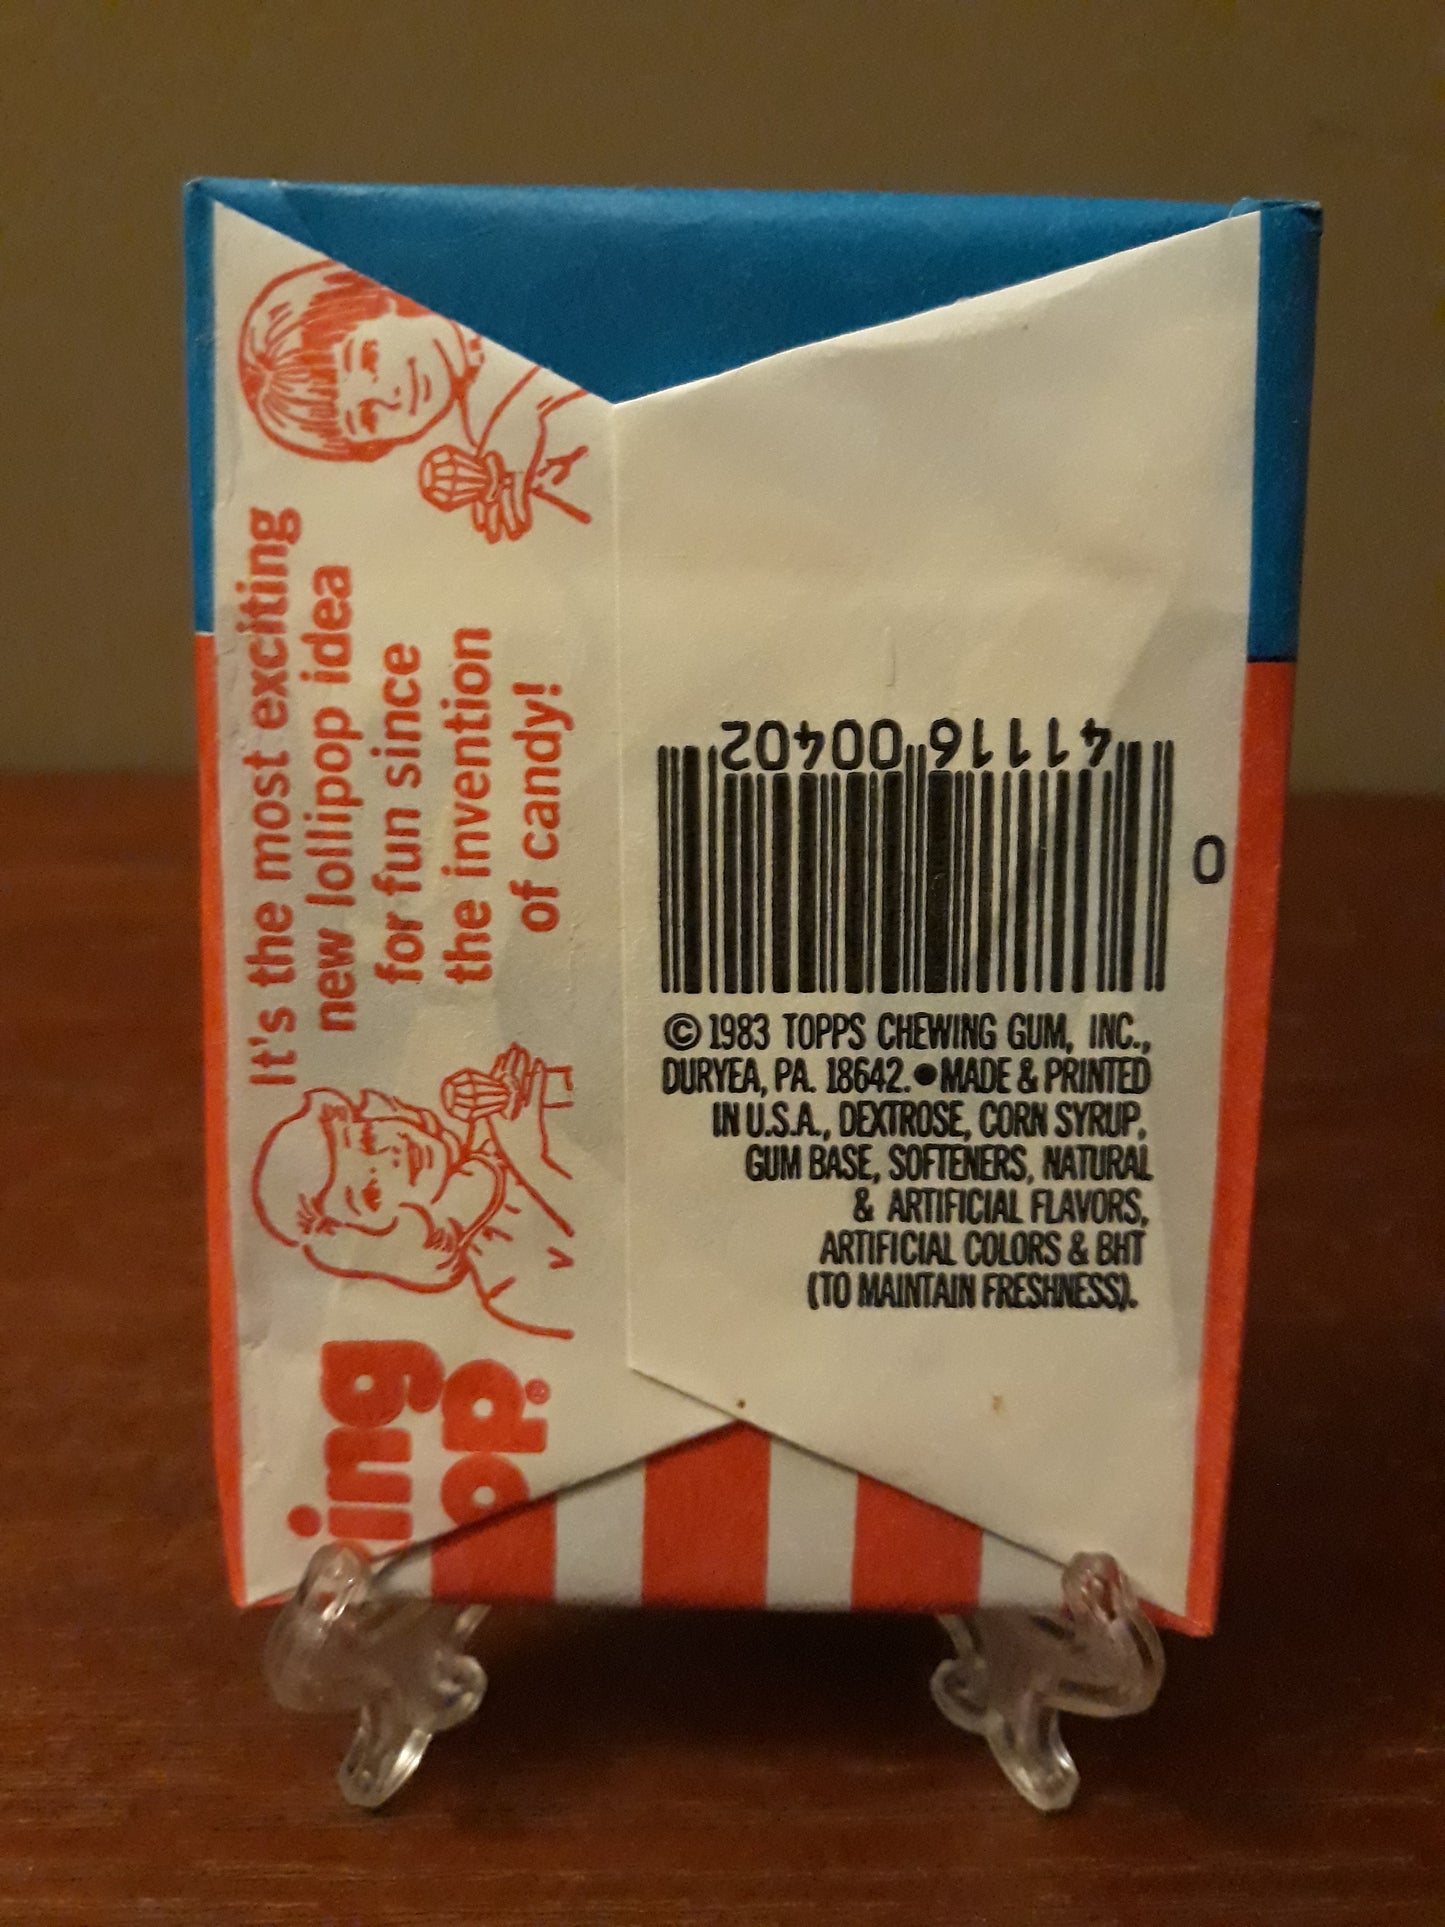 It's the most exciting
new lollipop idea
for fun since
the invention
of candy!
ing
op®
41116 00402
0
© 1983 TOPPS CHEWING GUM, INC.,
DURYEA, PA. 18642. ● MADE & PRINTED
IN U.S.A., DEXTROSE, CORN SYRUP,
GUM BASE, SOFTENERS, NATURAL
& ARTIFICIAL FLAVORS,
ARTIFICIAL COLORS & BHT
(TO MAINTAIN FRESHNESS).